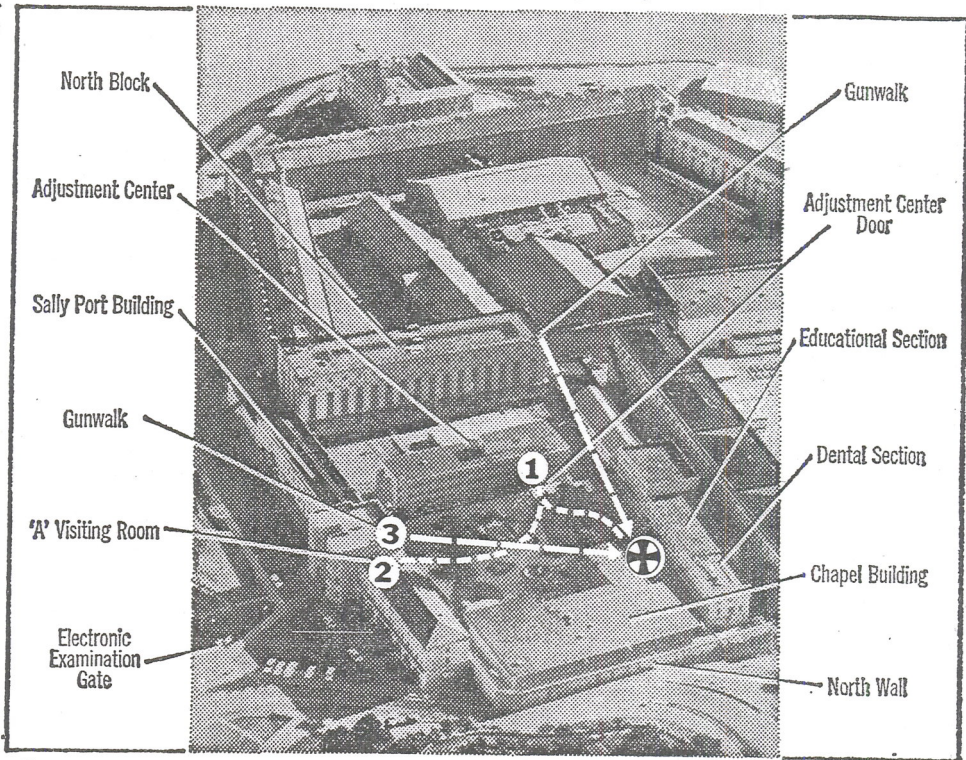 North Block
Adjustment Center
Sally Port Building
Gunwalk
'A' Visiting Room
Electronic
Examination
Gate
1
3
2
Gunwalk
Adjustment Center
Door
Educational Section
Dental Section
Chapel Building
North Wall